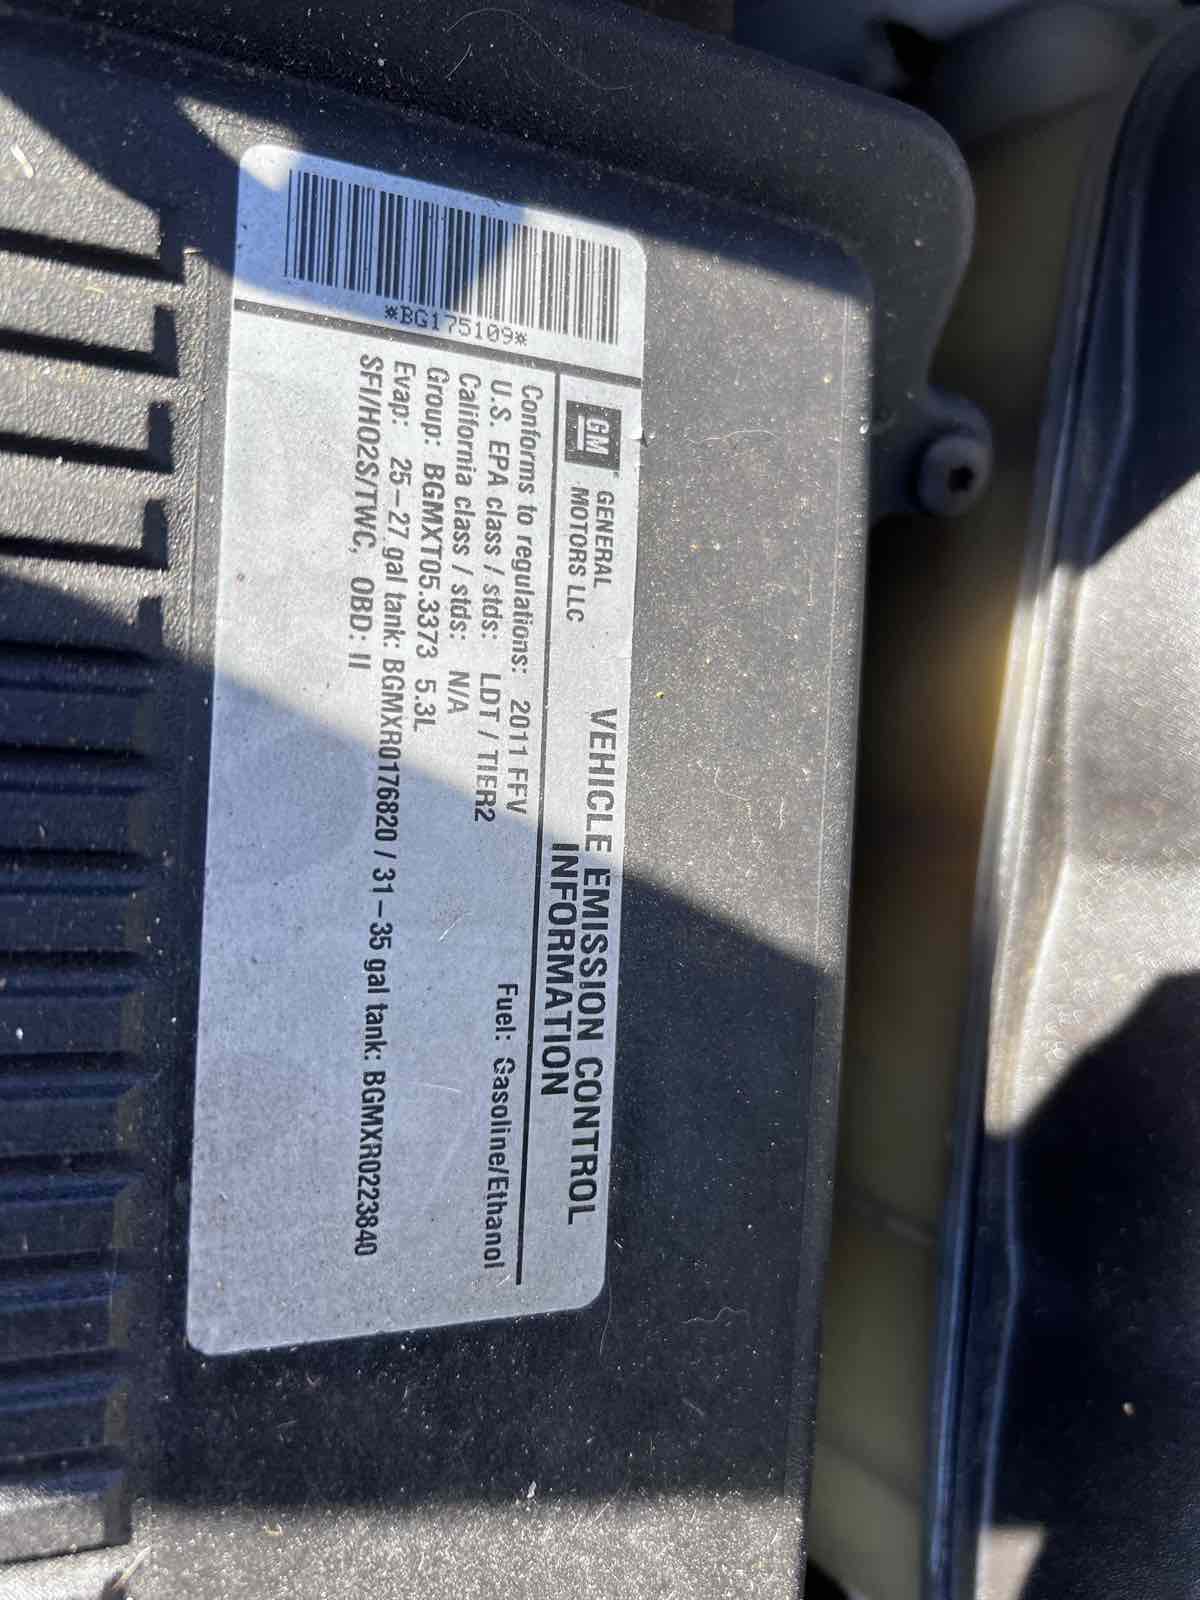 *BG175109*
GM
GENERAL
MOTORS LLC
VEHICLE EMISSION CONTROL
INFORMATION
Conforms to regulations: 2011 FFV Fuel: Gasoline/Ethanol
U.S. EPA class / stds: LDT / TIER2
California class / stds: N/A
Group: BGMXT05.3373 5.3L
Evap: 25-27 gal tank: BGMXR0176820 / 31-35 gal tank: BGMXR0223840
SFI/HO2S/TWC, OBD: II